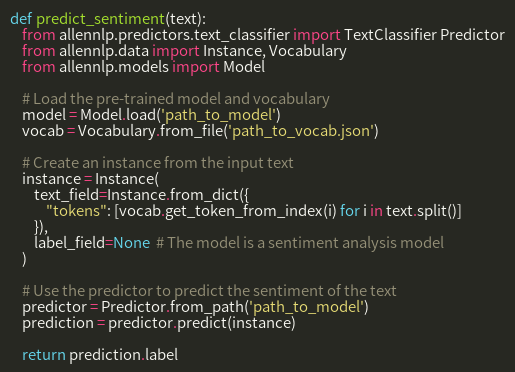 def predict_sentiment(text):
    from allennlp.predictors.text_classifier import TextClassifier Predictor
    from allennlp.data import Instance, Vocabulary
    from allennlp.models import Model

    # Load the pre-trained model and vocabulary
    model = Model.load('path_to_model')
    vocab = Vocabulary.from_file('path_to_vocab.json')

    # Create an instance from the input text
    instance = Instance(
        text_field=Instance.from_dict({
            "tokens": [vocab.get_token_from_index(i) for i in text.split()]
        }),
        label_field=None  # The model is a sentiment analysis model
    )

    # Use the predictor to predict the sentiment of the text
    predictor = Predictor.from_path('path_to_model')
    prediction = predictor.predict(instance)

    return prediction.label